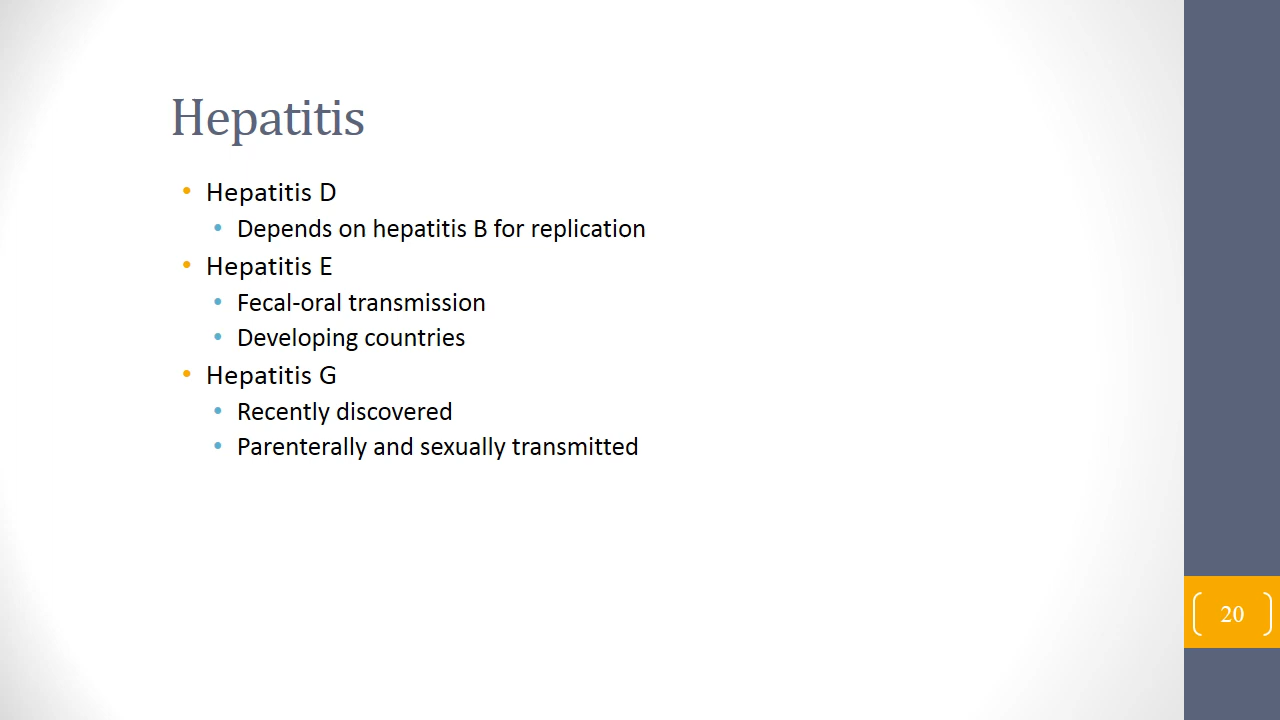 Hepatitis
• Hepatitis D
• Depends on hepatitis B for replication
• Hepatitis E
• Fecal-oral transmission
• Developing countries
• Hepatitis G
• Recently discovered
• Parenterally and sexually transmitted
20